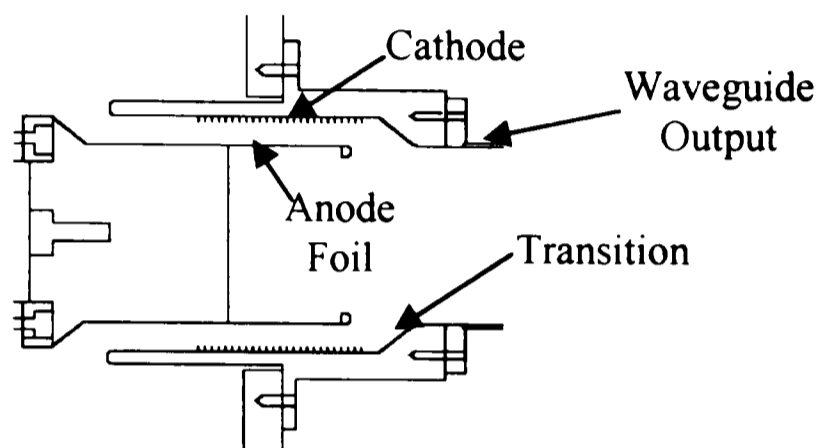 Cathode
Waveguide
Output
Anode
Foil
Transition